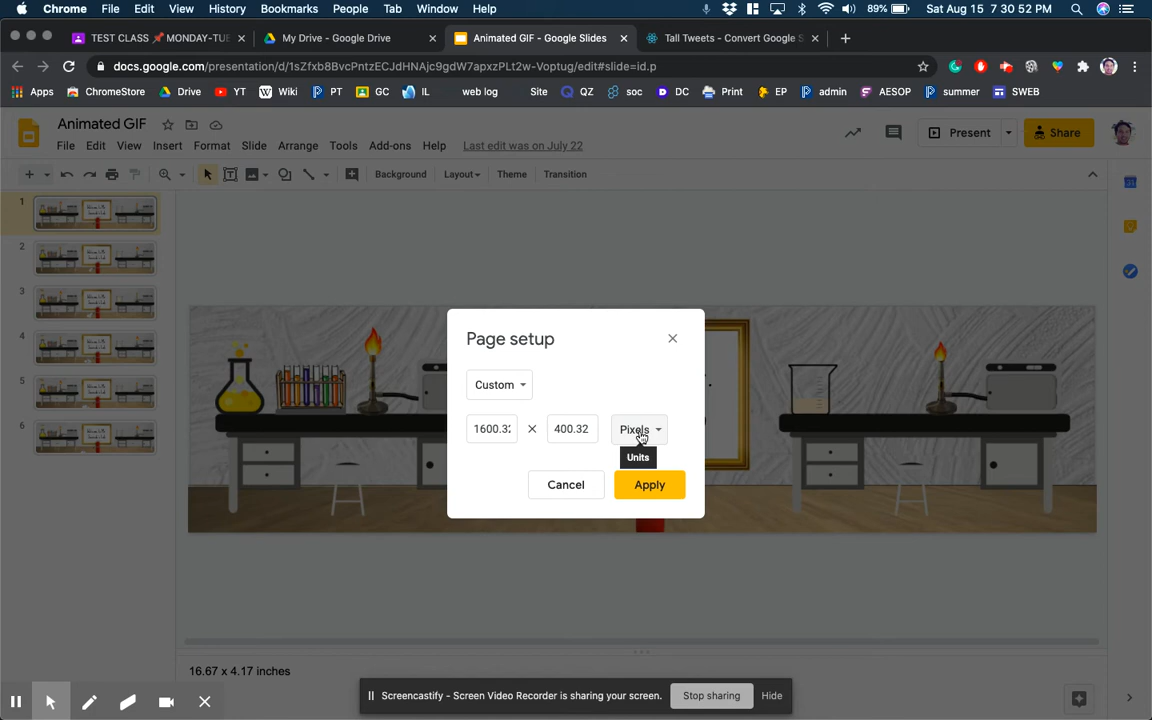 Chrome File Edit View History Bookmarks People Tab Window Help 89% Sat Aug 15 7 30 52 PM
TEST CLASS 📌MONDAY-TUE × My Drive - Google Drive × Animated GIF - Google Slides × Tall Tweets - Convert Google S × +
docs.google.com/presentation/d/1sZfxb8BvcPntzECJdHNAjc9gdW7apxzPLt2w-Voptug/edit#slide=id.p
Apps ChromeStore Drive YT Wiki PT GC IL web log Site QZ soc DC Print EP admin AESOP summer SWEB
Animated GIF
File Edit View Insert Format Slide Arrange Tools Add-ons Help Last edit was on July 22
Present Share
Background Layout Theme Transition
1
2
3
4
5
6
Page setup
Custom
1600.32 × 400.32 Pixels
Units
Cancel Apply
16.67 x 4.17 inches
Screencastify - Screen Video Recorder is sharing your screen. Stop sharing Hide